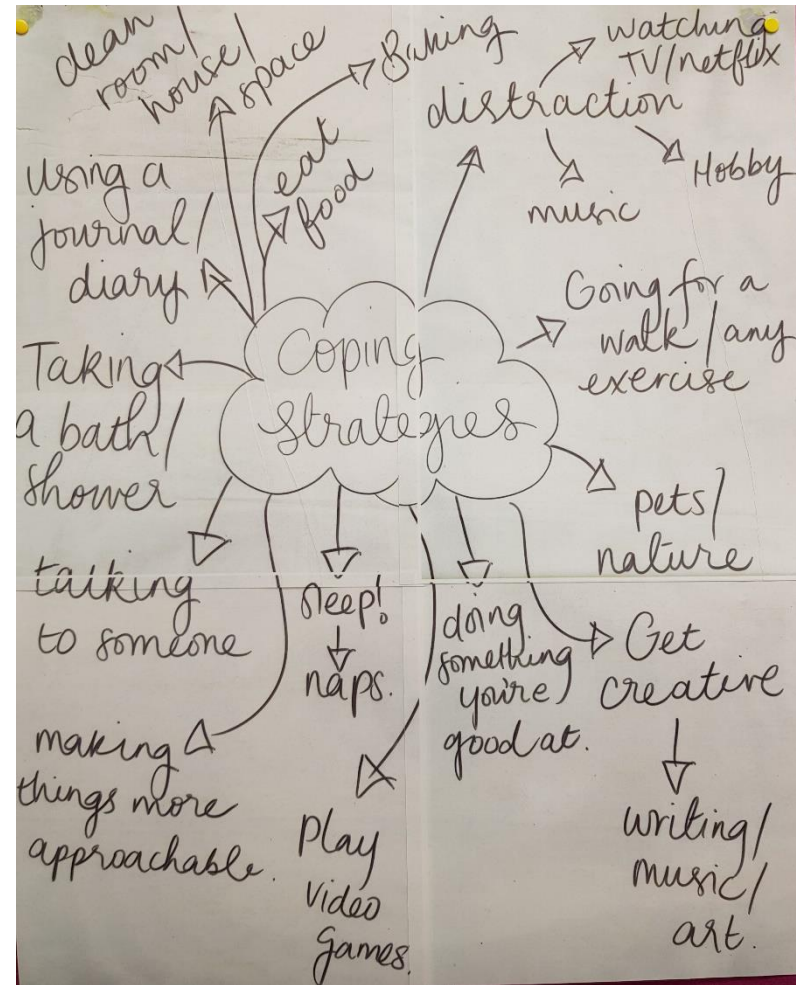 clean
room/
house/
space
Baking
eat
food
distraction
watching
TV/netflix
music
Hobby
using a
journal/
diary
Coping
strategies
Going for a
walk/any
exercise
Taking
a bath/
shower
pets/
nature
talking
to someone
sleep!
naps.
doing
something
you're
good at.
Get
creative
writing/
music/
art.
making
things more
approachable.
Play
video
games.